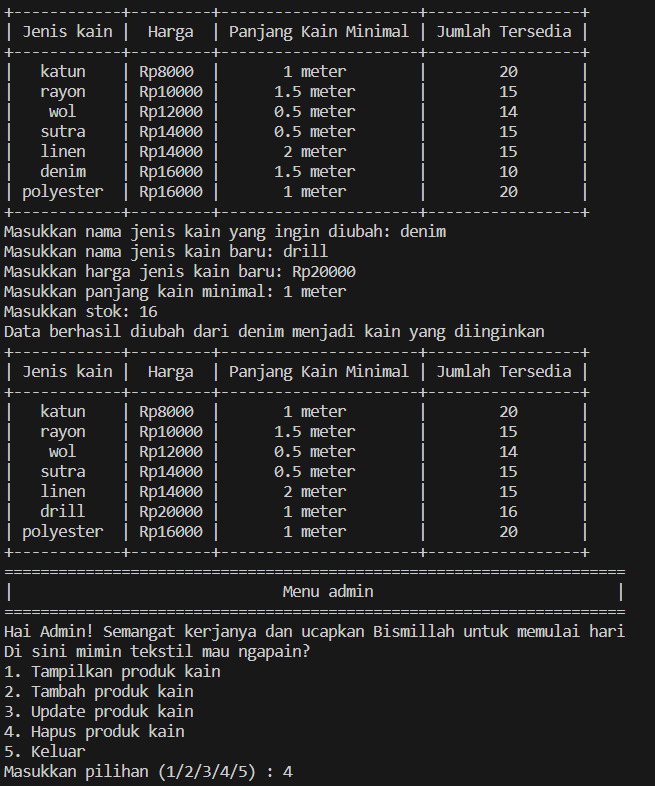 +------------+---------+----------------------+-----------------+
| Jenis kain |  Harga  | Panjang Kain Minimal | Jumlah Tersedia |
+------------+---------+----------------------+-----------------+
|   katun    | Rp8000  |       1 meter        |       20        |
|   rayon    | Rp10000 |      1.5 meter       |       15        |
|    wol     | Rp12000 |      0.5 meter       |       14        |
|   sutra    | Rp14000 |      0.5 meter       |       15        |
|   linen    | Rp14000 |       2 meter        |       15        |
|   denim    | Rp16000 |      1.5 meter       |       10        |
| polyester  | Rp16000 |       1 meter        |       20        |
+------------+---------+----------------------+-----------------+
Masukkan nama jenis kain yang ingin diubah: denim
Masukkan nama jenis kain baru: drill
Masukkan harga jenis kain baru: Rp20000
Masukkan panjang kain minimal: 1 meter
Masukkan stok: 16
Data berhasil diubah dari denim menjadi kain yang diinginkan
+------------+---------+----------------------+-----------------+
| Jenis kain |  Harga  | Panjang Kain Minimal | Jumlah Tersedia |
+------------+---------+----------------------+-----------------+
|   katun    | Rp8000  |       1 meter        |       20        |
|   rayon    | Rp10000 |      1.5 meter       |       15        |
|    wol     | Rp12000 |      0.5 meter       |       14        |
|   sutra    | Rp14000 |      0.5 meter       |       15        |
|   linen    | Rp14000 |       2 meter        |       15        |
|   drill    | Rp20000 |       1 meter        |       16        |
| polyester  | Rp16000 |       1 meter        |       20        |
+------------+---------+----------------------+-----------------+
=====================================================================
|                              Menu admin                           |
=====================================================================
Hai Admin! Semangat kerjanya dan ucapkan Bismillah untuk memulai hari
Di sini mimin tekstil mau ngapain?
1. Tampilkan produk kain
2. Tambah produk kain
3. Update produk kain
4. Hapus produk kain
5. Keluar
Masukkan pilihan (1/2/3/4/5) : 4